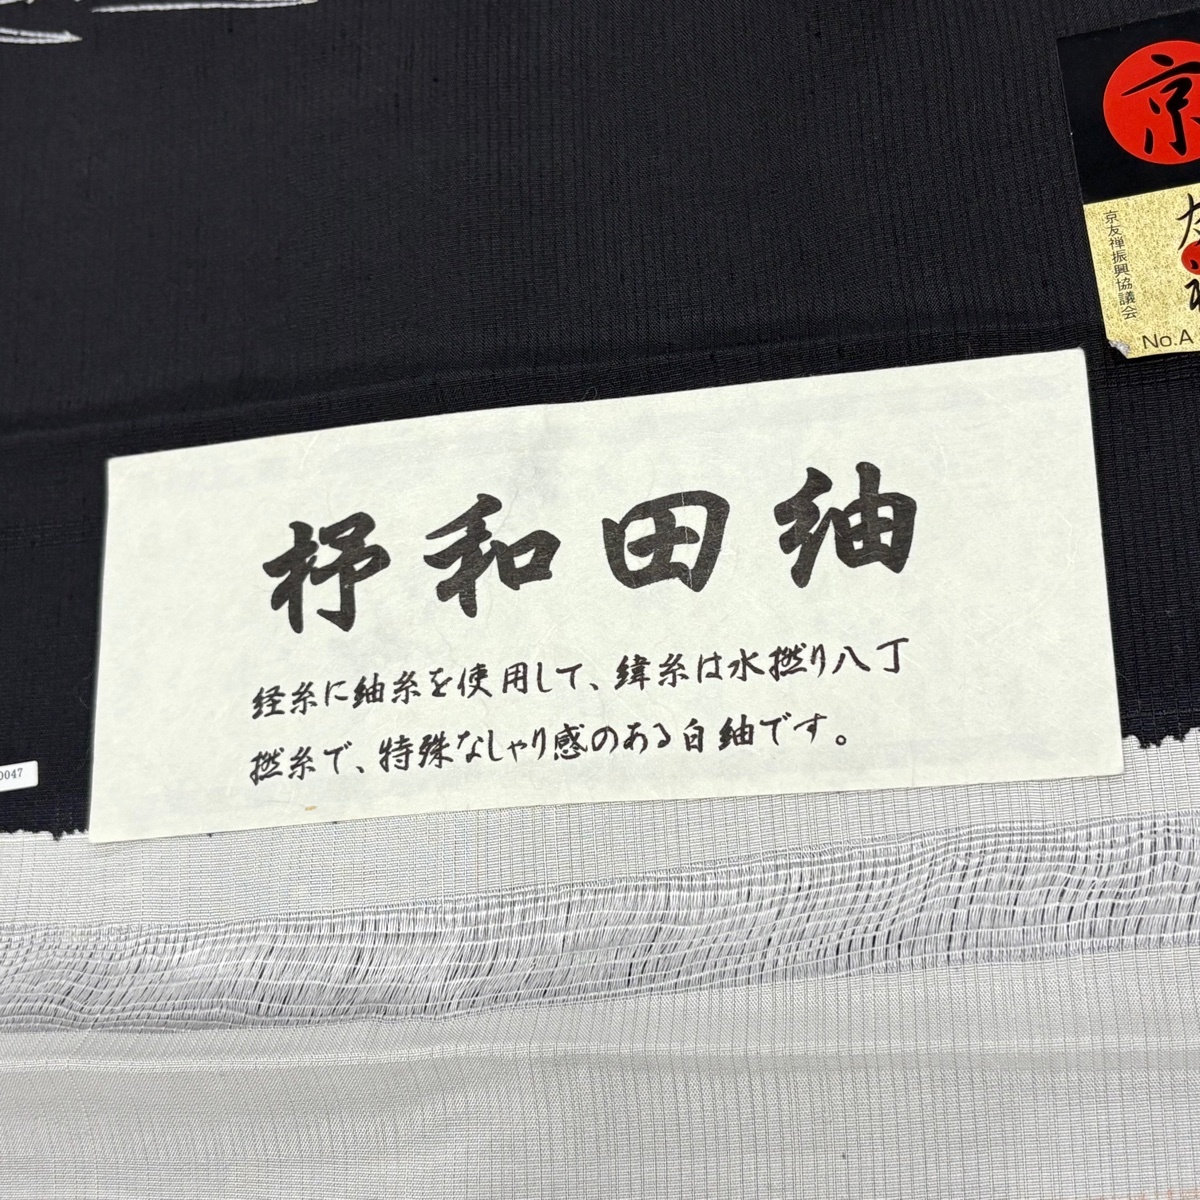 京
京友禅振興協議会
No.A
杼和田紬
経糸に紬糸を使用して、緯糸は水撚り八丁
撚糸で、特殊なしゃり感のある白紬です。
0047